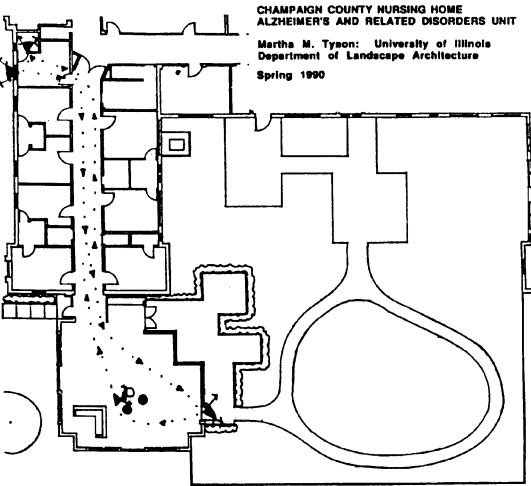 CHAMPAIGN COUNTY NURSING HOME
ALZHEIMER'S AND RELATED DISORDERS UNIT
Martha M. Tyson: University of Illinois
Department of Landscape Architecture
Spring 1990